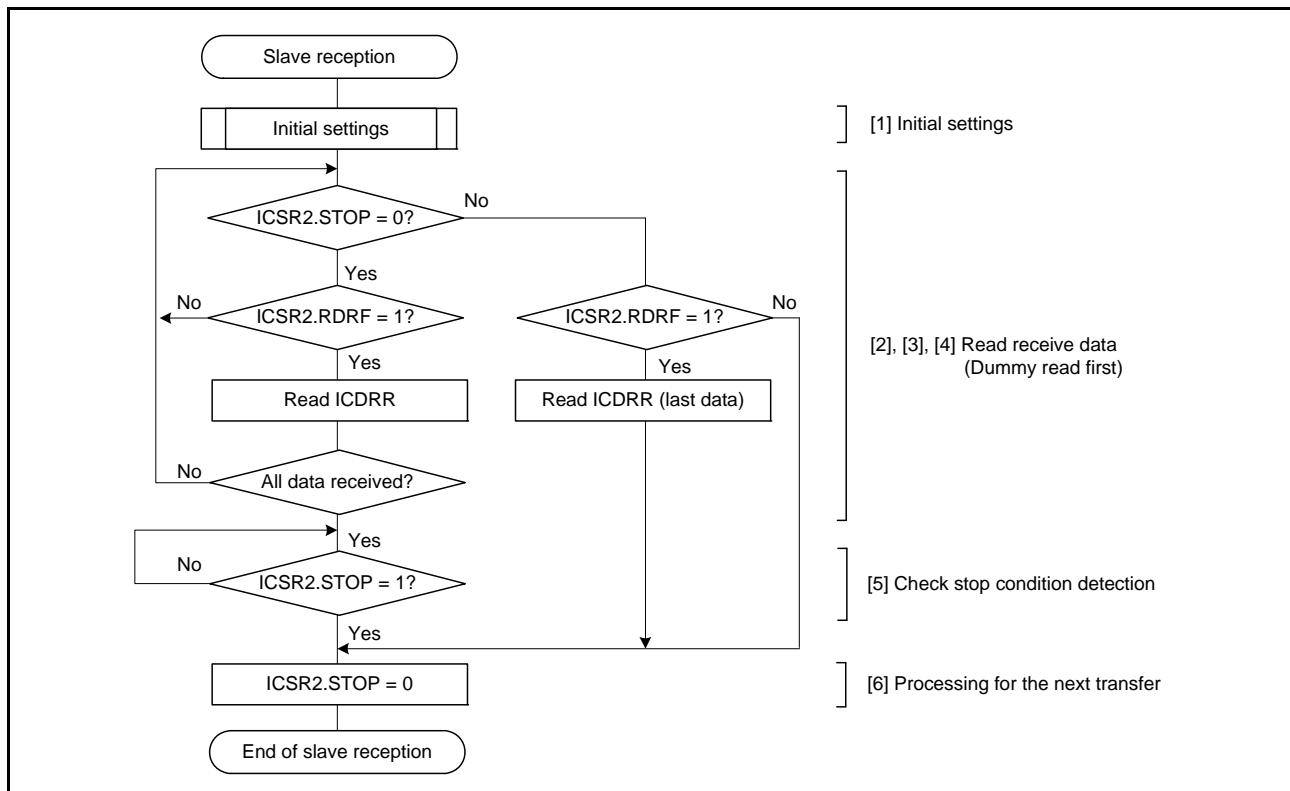 Slave reception
Initial settings
[1] Initial settings
ICSR2.STOP = 0?
No
Yes
No
ICSR2.RDRF = 1?
ICSR2.RDRF = 1?
No
Yes
Yes
[2], [3], [4] Read receive data
(Dummy read first)
Read ICDRR
Read ICDRR (last data)
No
All data received?
Yes
No
ICSR2.STOP = 1?
[5] Check stop condition detection
Yes
ICSR2.STOP = 0
[6] Processing for the next transfer
End of slave reception